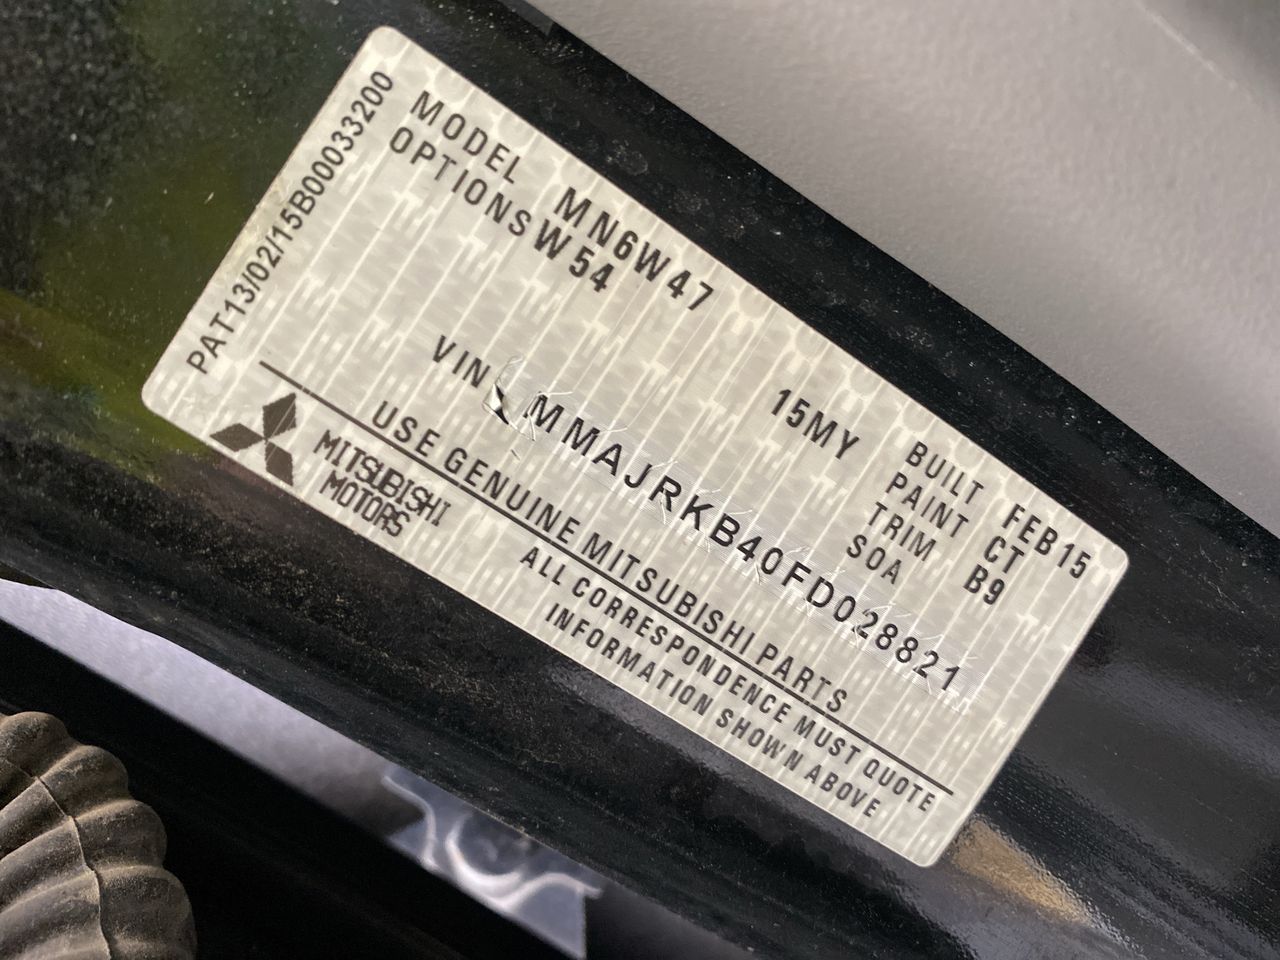 PAT13/02/15B00033200
MODEL MN6W47
OPTIONS W54
15MY
BUILT FEB15
PAINT CT
TRIM B9
SOA
VIN MMAJRKB40FD028821
USE GENUINE MITSUBISHI PARTS
MITSUBISHI
MOTORS
ALL CORRESPONDENCE MUST QUOTE
INFORMATION SHOWN ABOVE